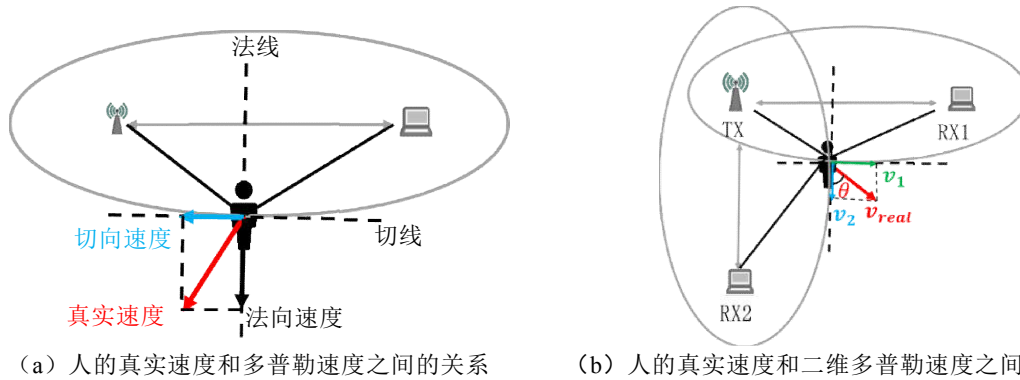 法线
切向速度
切线
真实速度
法向速度
(a) 人的真实速度和多普勒速度之间的关系
TX
RX1
v₁
θ
v₂
v_real
RX2
(b) 人的真实速度和二维多普勒速度之间